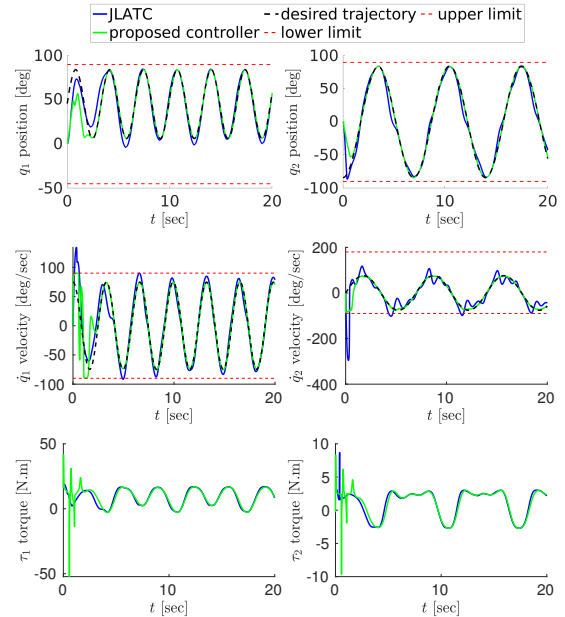 JLATC desired trajectory upper limit
proposed controller lower limit
100
50
0
-50
q1 position [deg]
0 10 20
t [sec]
100
50
0
-50
-100
q2 position [deg]
0 10 20
t [sec]
100
50
0
-50
-100
q̇1 velocity [deg/sec]
0 10 20
t [sec]
200
0
-200
-400
q̇2 velocity [deg/sec]
0 10 20
t [sec]
50
0
-50
τ1 torque [N.m]
0 10 20
t [sec]
10
5
0
-5
-10
τ2 torque [N.m]
0 10 20
t [sec]